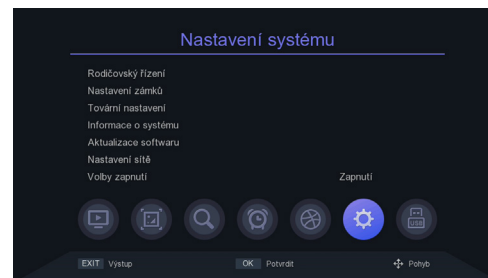 Nastavení systému
Rodičovský řízení
Nastavení zámků
Tovární nastavení
Informace o systému
Aktualizace softwaru
Nastavení sítě
Volby zapnutí Zapnutí
USB
EXIT Výstup OK Potvrdit Pohyb